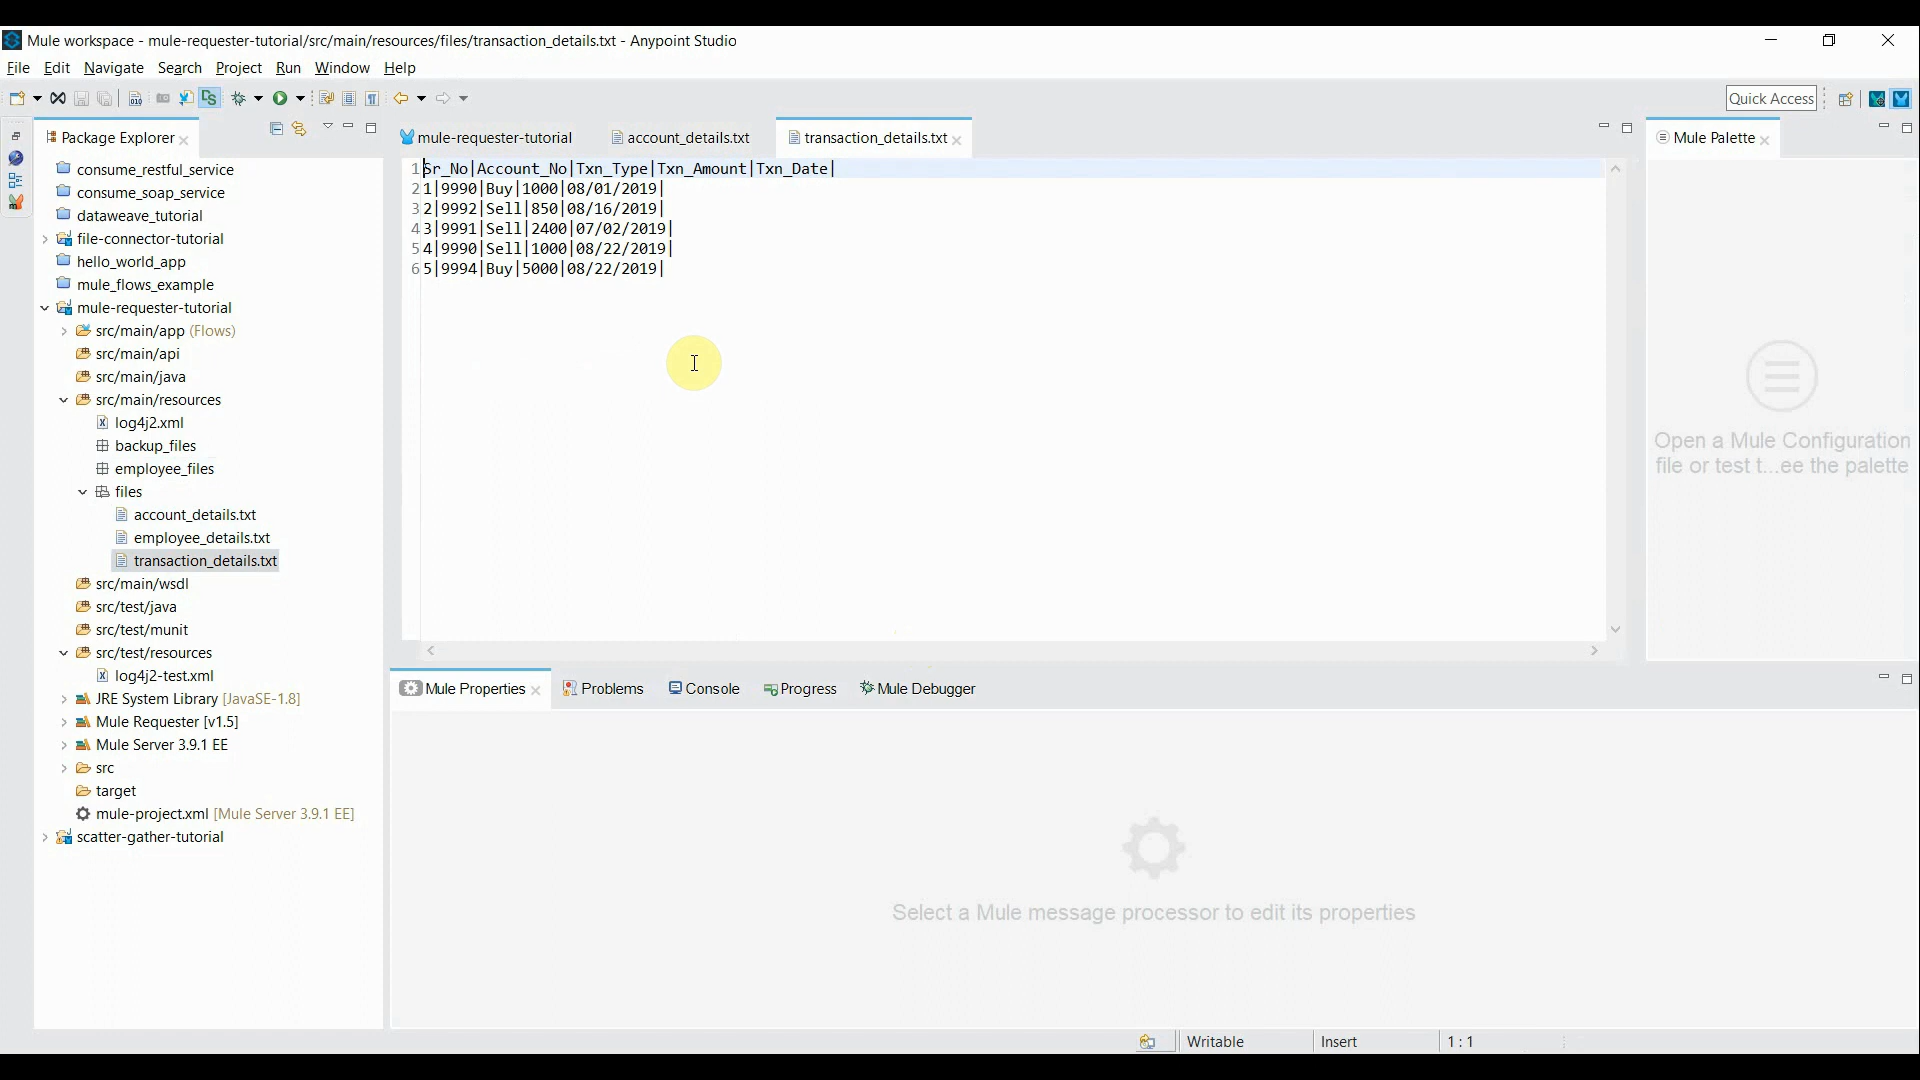 Mule workspace - mule-requester-tutorial/src/main/resources/files/transaction_details.txt - Anypoint Studio
File Edit Navigate Search Project Run Window Help
Quick Access
Package Explorer
consume_restful_service
consume_soap_service
dataweave_tutorial
file-connector-tutorial
hello_world_app
mule_flows_example
mule-requester-tutorial
src/main/app (Flows)
src/main/api
src/main/java
src/main/resources
log4j2.xml
backup_files
employee_files
files
account_details.txt
employee_details.txt
transaction_details.txt
src/main/wsdl
src/test/java
src/test/munit
src/test/resources
log4j2-test.xml
JRE System Library [JavaSE-1.8]
Mule Requester [v1.5]
Mule Server 3.9.1 EE
src
target
mule-project.xml [Mule Server 3.9.1 EE]
scatter-gather-tutorial
mule-requester-tutorial account_details.txt transaction_details.txt
1 Sr_No|Account_No|Txn_Type|Txn_Amount|Txn_Date|
2 1|9990|Buy|1000|08/01/2019|
3 2|9992|Sell|850|08/16/2019|
4 3|9991|Sell|2400|07/02/2019|
5 4|9990|Sell|1000|08/22/2019|
6 5|9994|Buy|5000|08/22/2019|
Mule Palette
Open a Mule Configuration
file or test t...ee the palette
Mule Properties Problems Console Progress Mule Debugger
Select a Mule message processor to edit its properties
Writable Insert 1 : 1